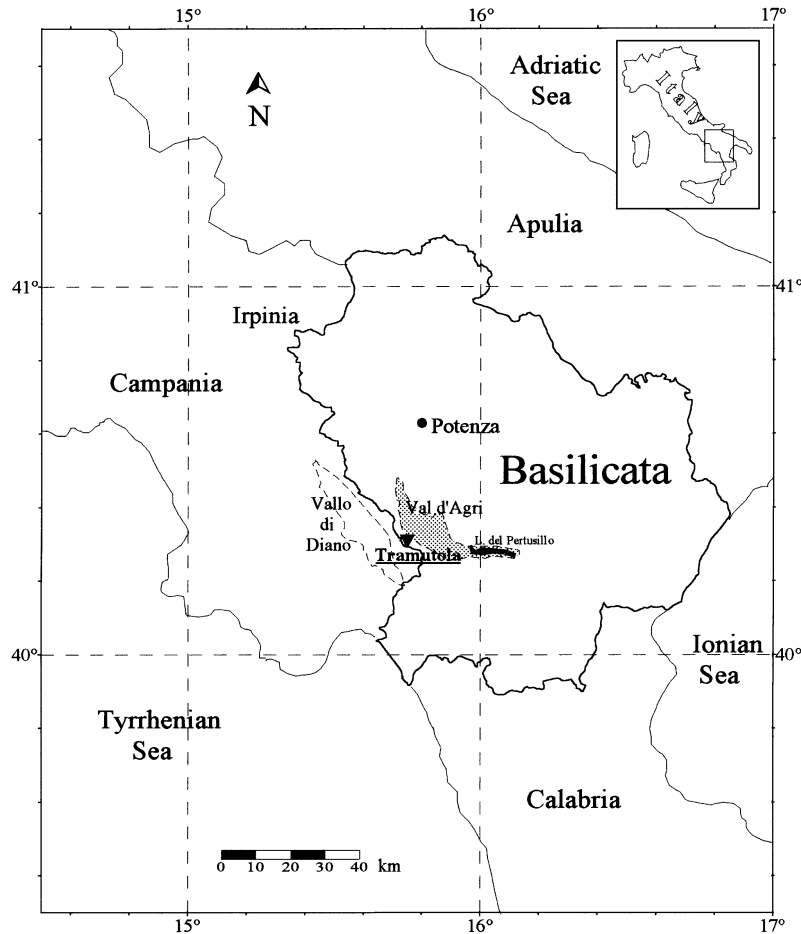 15° 16° 17°
Adriatic
Sea
Italy
N
Apulia
41° 41°
Irpinia
Campania
Potenza
Basilicata
Vallo
di
Diano
Val d'Agri
L. del Pertusillo
Tramutola
40° 40°
Ionian
Sea
Tyrrhenian
Sea
Calabria
km
0 10 20 30 40
15° 16° 17°